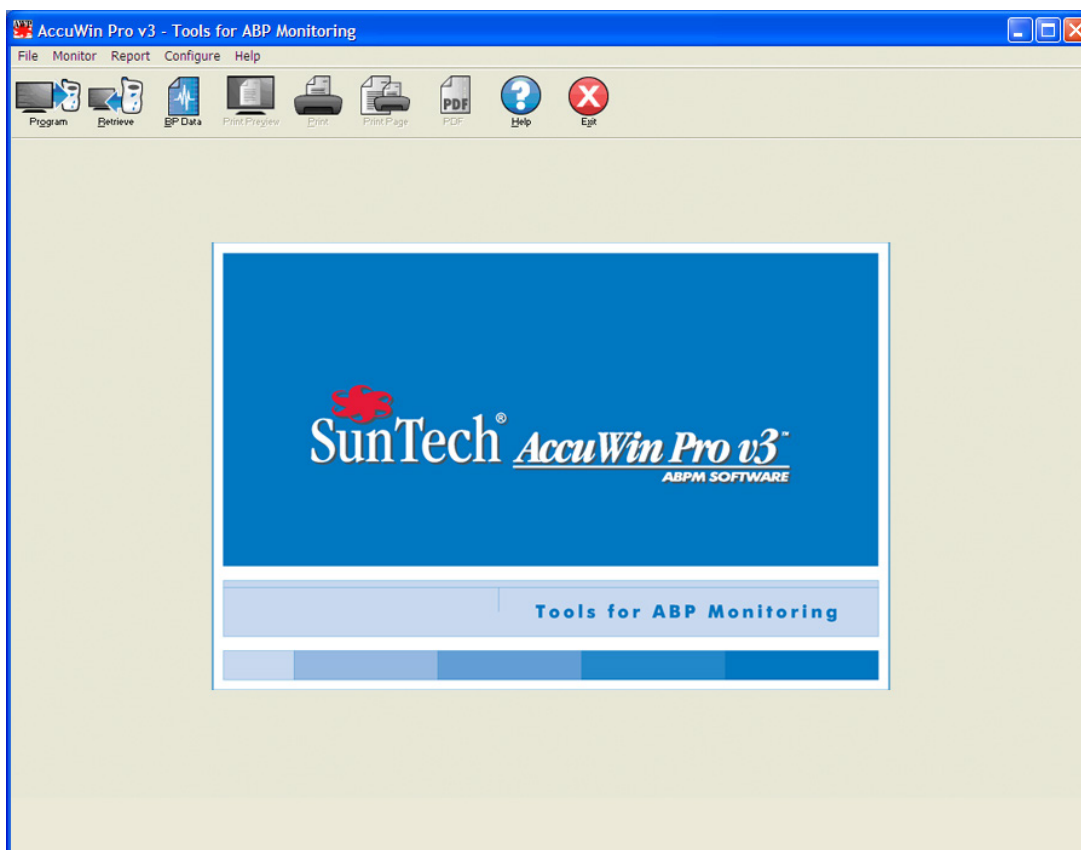 AccuWin Pro v3 - Tools for ABP Monitoring
File Monitor Report Configure Help
Program Retrieve BP Data Print Preview Print Print Page PDF Help Exit
SunTech® AccuWin Pro v3™
ABPM SOFTWARE
Tools for ABP Monitoring